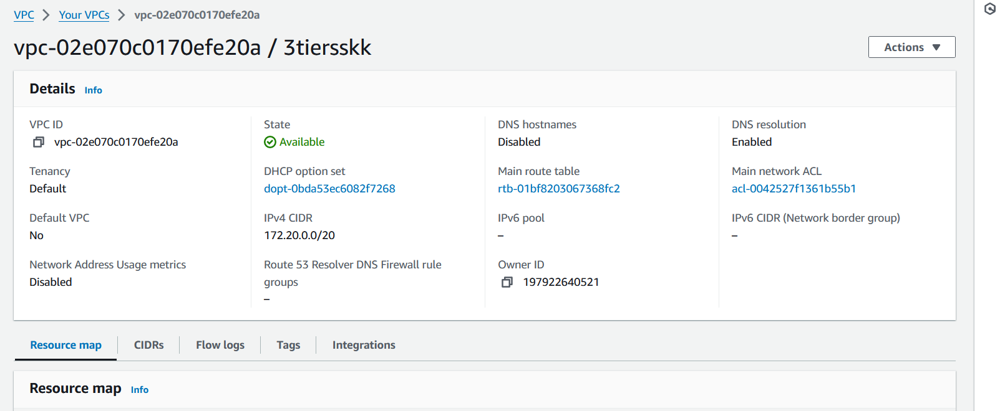 VPC > Your VPCs > vpc-02e070c0170efe20a
vpc-02e070c0170efe20a / 3tiersskk
Actions
Details Info
VPC ID
vpc-02e070c0170efe20a
State
Available
DNS hostnames
Disabled
DNS resolution
Enabled
Tenancy
Default
DHCP option set
dopt-0bda53ec6082f7268
Main route table
rtb-01bf8203067368fc2
Main network ACL
acl-0042527f1361b55b1
Default VPC
No
IPv4 CIDR
172.20.0.0/20
IPv6 pool
–
IPv6 CIDR (Network border group)
–
Network Address Usage metrics
Disabled
Route 53 Resolver DNS Firewall rule
groups
–
Owner ID
197922640521
Resource map
CIDRs
Flow logs
Tags
Integrations
Resource map Info